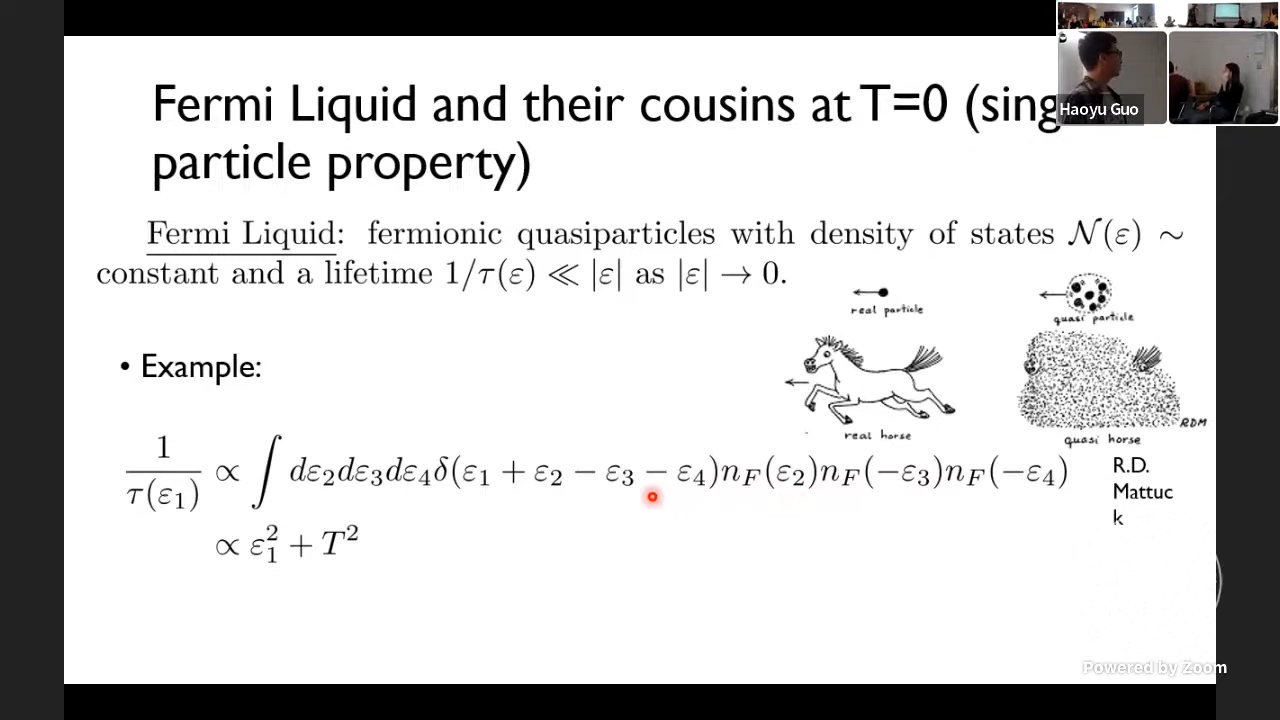 Fermi Liquid and their cousins at T=0 (sing
particle property)
Haoyu Guo
Fermi Liquid: fermionic quasiparticles with density of states 𝒩(ε) ∼
constant and a lifetime 1/τ(ε) ≪ |ε| as |ε| → 0.
real particle
quasi particle
• Example:
real horse
RDM
quasi horse
1/τ(ε₁) ∝ ∫ dε₂dε₃dε₄δ(ε₁ + ε₂ − ε₃ − ε₄)n_F(ε₂)n_F(−ε₃)n_F(−ε₄)
∝ ε₁² + T²
R.D.
Mattuc
k
Powered by Zoom